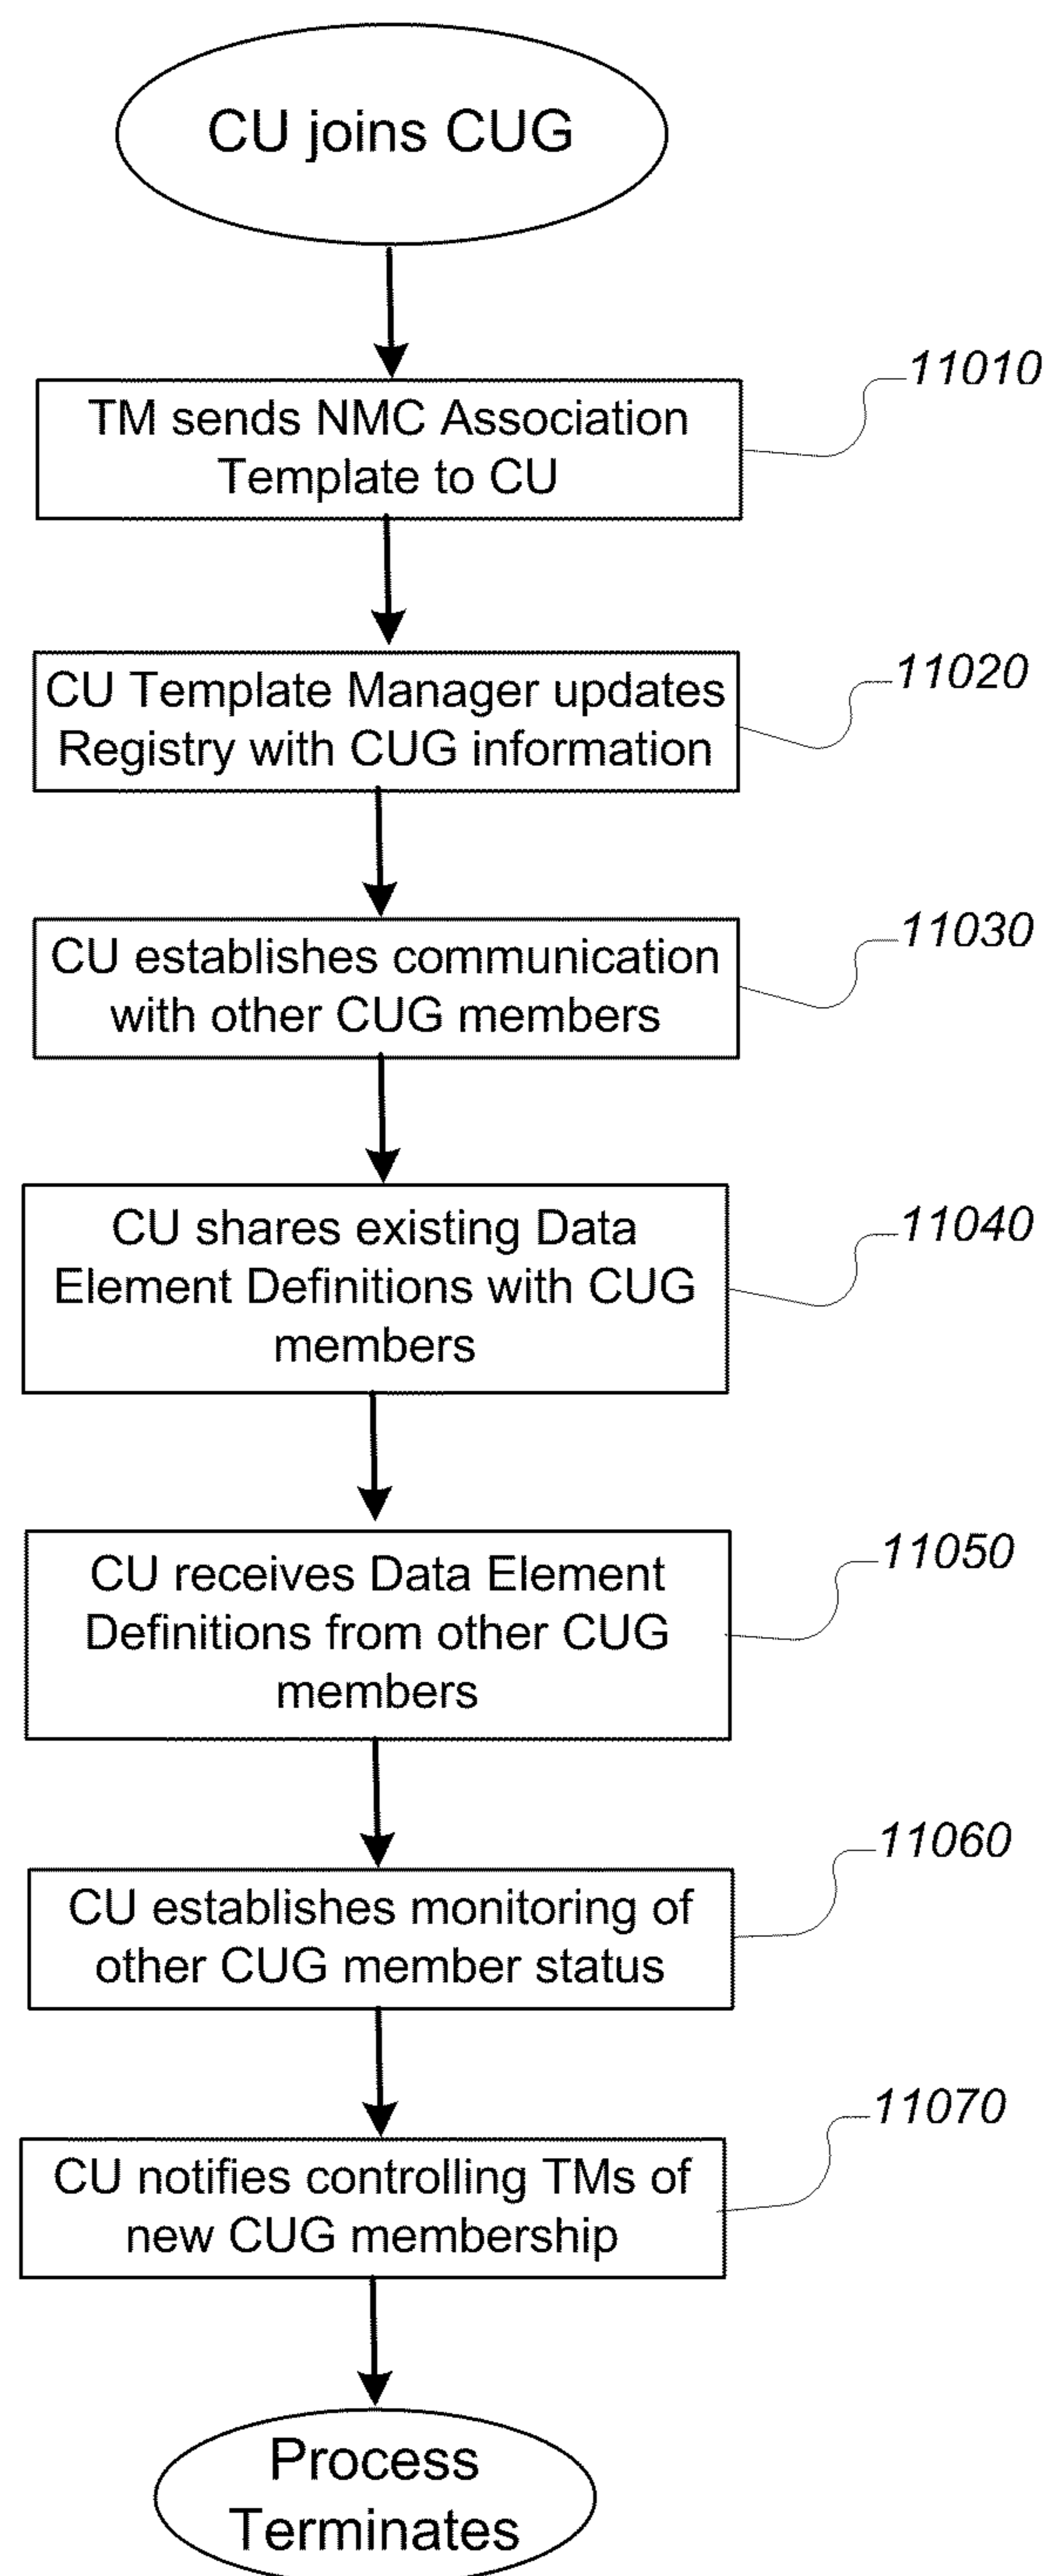 CU joins CUG
11010
TM sends NMC Association
Template to CU
11020
CU Template Manager updates
Registry with CUG information
11030
CU establishes communication
with other CUG members
11040
CU shares existing Data
Element Definitions with CUG
members
11050
CU receives Data Element
Definitions from other CUG
members
11060
CU establishes monitoring of
other CUG member status
11070
CU notifies controlling TMs of
new CUG membership
Process
Terminates